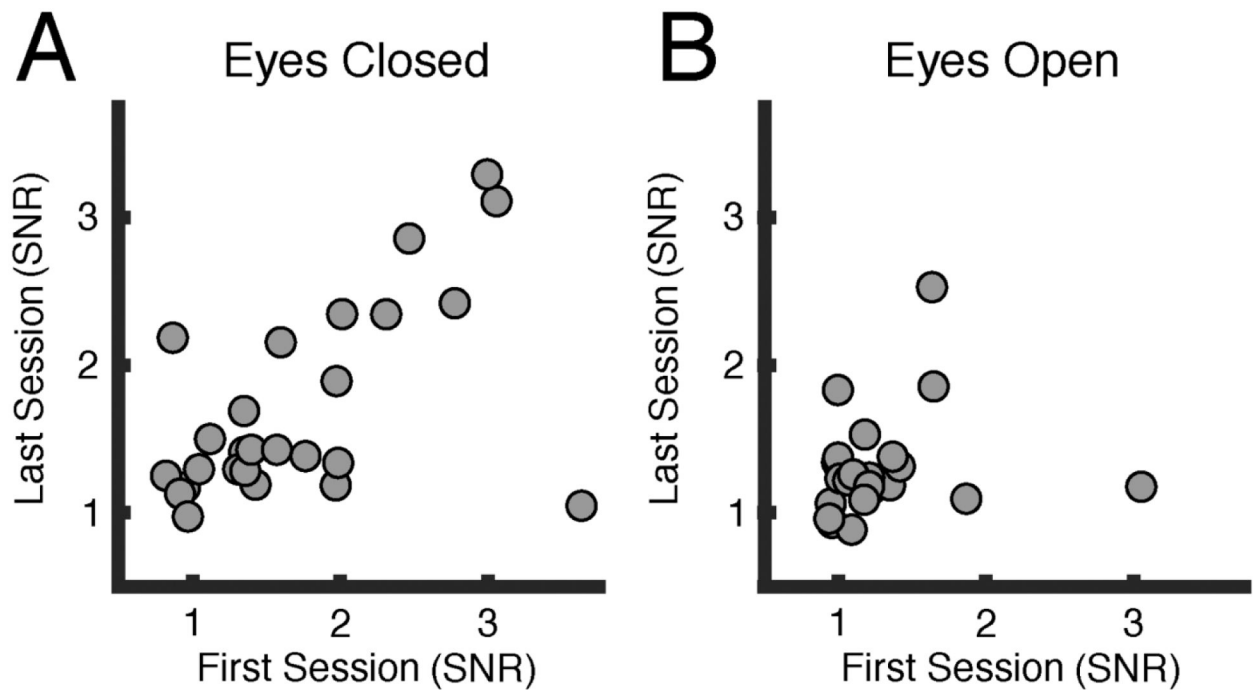 A
Eyes Closed
Last Session (SNR)
3
2
1
1 2 3
First Session (SNR)
B
Eyes Open
Last Session (SNR)
3
2
1
1 2 3
First Session (SNR)